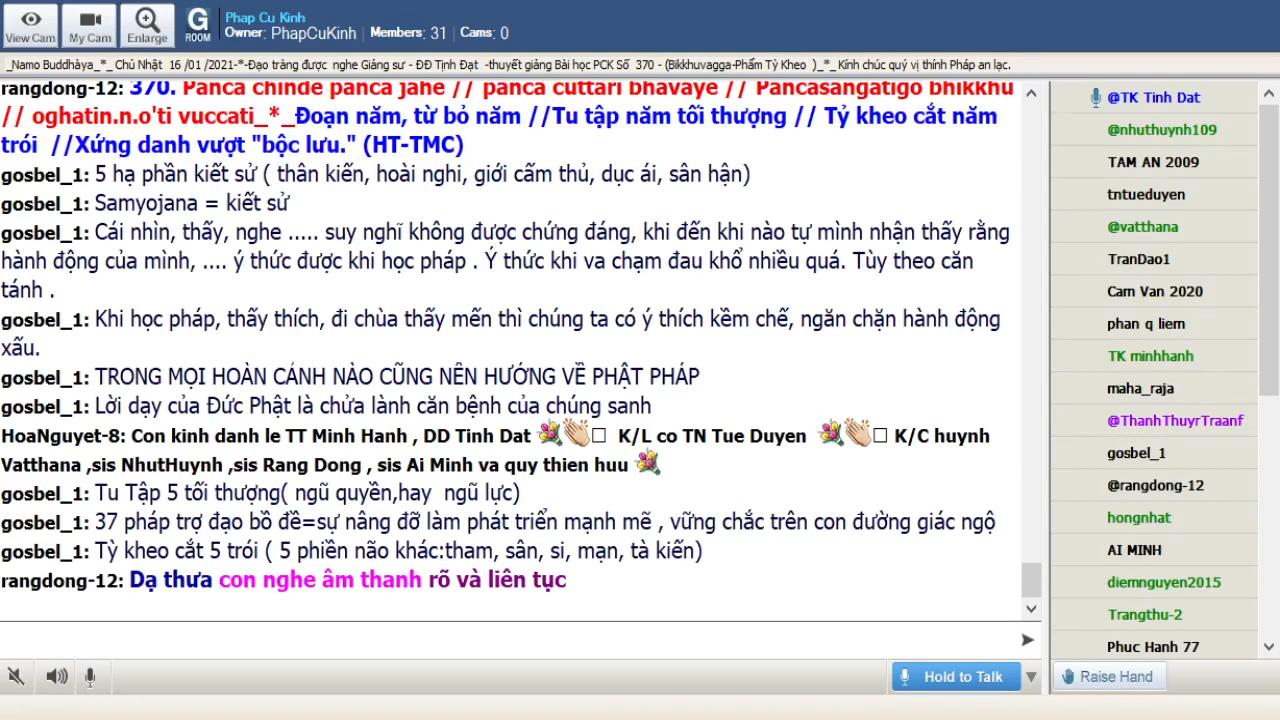 View Cam
My Cam
Enlarge
G
ROOM
Phap Cu Kinh
Owner: PhapCuKinh Members: 31 Cams: 0
_Namo Buddhàya_*_ Chủ Nhật 16 /01 /2021-*-Đạo tràng được nghe Giảng sư - ĐĐ Tịnh Đạt -thuyết giảng Bài học PCK Số 370 - (Bikkhuvagga-Phẩm Tỳ Kheo )_*_Kính chúc quý vị thính Pháp an lạc.
rangdong-12: 370. Panca chinde panca jahe // panca cuttari bhavaye // Pancasangatigo bhikkhu
// oghatin.n.o'ti vuccati_*_Đoạn năm, từ bỏ năm //Tu tập năm tối thượng // Tỷ kheo cắt năm
trói //Xứng danh vượt "bộc lưu." (HT-TMC)
gosbel_1: 5 hạ phần kiết sử ( thân kiến, hoài nghi, giới cấm thủ, dục ái, sân hận)
gosbel_1: Samyojana = kiết sử
gosbel_1: Cái nhìn, thấy, nghe ..... suy nghĩ không được chứng đáng, khi đến khi nào tự mình nhận thấy rằng
hành động của mình, .... ý thức được khi học pháp . Ý thức khi va chạm đau khổ nhiều quá. Tùy theo căn
tánh .
gosbel_1: Khi học pháp, thấy thích, đi chùa thấy mến thì chúng ta có ý thích kềm chế, ngăn chặn hành động
xấu.
gosbel_1: TRONG MỌI HOÀN CẢNH NÀO CŨNG NÊN HƯỚNG VỀ PHẬT PHÁP
gosbel_1: Lời dạy của Đức Phật là chửa lành căn bệnh của chúng sanh
HoaNguyet-8: Con kinh danh le TT Minh Hanh , DD Tinh Dat K/L co TN Tue Duyen K/C huynh
Vatthana ,sis NhutHuynh ,sis Rang Dong , sis Ai Minh va quy thien huu
gosbel_1: Tu Tập 5 tối thượng( ngũ quyền,hay ngũ lực)
gosbel_1: 37 pháp trợ đạo bồ đề=sự nâng đỡ làm phát triển mạnh mẽ , vững chắc trên con đường giác ngộ
gosbel_1: Tỳ kheo cắt 5 trói ( 5 phiền não khác:tham, sân, si, mạn, tà kiến)
rangdong-12: Dạ thưa con nghe âm thanh rõ và liên tục
Hold to Talk
@TK Tinh Dat
@nhuthuynh109
TAM AN 2009
tntueduyen
@vatthana
TranDao1
Cam Van 2020
phan q liem
TK minhhanh
maha_raja
@ThanhThuyrTraanf
gosbel_1
@rangdong-12
hongnhat
AI MINH
diemnguyen2015
Trangthu-2
Phuc Hanh 77
Raise Hand